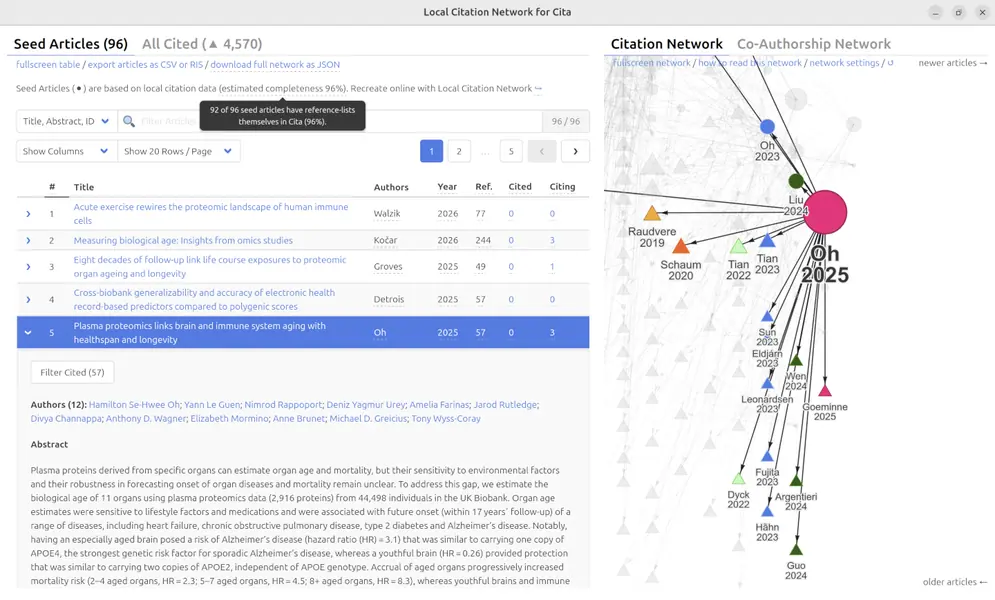 Local Citation Network for Cita
Seed Articles (96) All Cited (▲ 4,570)
fullscreen table / export articles as CSV or RIS / download full network as JSON
Seed Articles (●) are based on local citation data (estimated completeness 96%). Recreate online with Local Citation Network
92 of 96 seed articles have reference-lists
themselves in Cita (96%).
Title, Abstract, ID
Filter Articles
96 / 96
Show Columns
Show 20 Rows / Page
1 2 … 5 ‹ ›
# Title Authors Year Ref. Cited Citing
1 Acute exercise rewires the proteomic landscape of human immune
cells
Walzik 2026 77 0 0
2 Measuring biological age: Insights from omics studies Kočar 2026 244 0 3
3 Eight decades of follow-up link life course exposures to proteomic
organ ageing and longevity
Groves 2025 49 0 1
4 Cross-biobank generalizability and accuracy of electronic health
record-based predictors compared to polygenic scores
Detrois 2025 57 0 0
5 Plasma proteomics links brain and immune system aging with
healthspan and longevity
Oh 2025 57 0 3
Filter Cited (57)
Authors (12): Hamilton Se-Hwee Oh; Yann Le Guen; Nimrod Rappoport; Deniz Yagmur Urey; Amelia Farinas; Jarod Rutledge;
Divya Channappa; Anthony D. Wagner; Elizabeth Mormino; Anne Brunet; Michael D. Greicius; Tony Wyss-Coray
Abstract
Plasma proteins derived from specific organs can estimate organ age and mortality, but their sensitivity to environmental factors
and their robustness in forecasting onset of organ diseases and mortality remain unclear. To address this gap, we estimate the
biological age of 11 organs using plasma proteomics data (2,916 proteins) from 44,498 individuals in the UK Biobank. Organ age
estimates were sensitive to lifestyle factors and medications and were associated with future onset (within 17 years´ follow-up) of a
range of diseases, including heart failure, chronic obstructive pulmonary disease, type 2 diabetes and Alzheimer's disease. Notably,
having an especially aged brain posed a risk of Alzheimer's disease (hazard ratio (HR) = 3.1) that was similar to carrying one copy of
APOE4, the strongest genetic risk factor for sporadic Alzheimer's disease, whereas a youthful brain (HR = 0.26) provided protection
that was similar to carrying two copies of APOE2, independent of APOE genotype. Accrual of aged organs progressively increased
mortality risk (2–4 aged organs, HR = 2.3; 5–7 aged organs, HR = 4.5; 8+ aged organs, HR = 8.3), whereas youthful brains and immune
Citation Network Co-Authorship Network
fullscreen network / how to read this network / network settings / ↺
newer articles →
Oh
2023
Liu
2024
Raudvere
2019
Schaum
2020
Tian
2022
Tian
2023
Oh
2025
Sun
2023
Eldjárn
2023
Wen
2024
Leonardsen
2023
Goeminne
2025
Fujita
2023
Dyck
2022
Argentieri
2024
Hähn
2023
Guo
2024
older articles ←